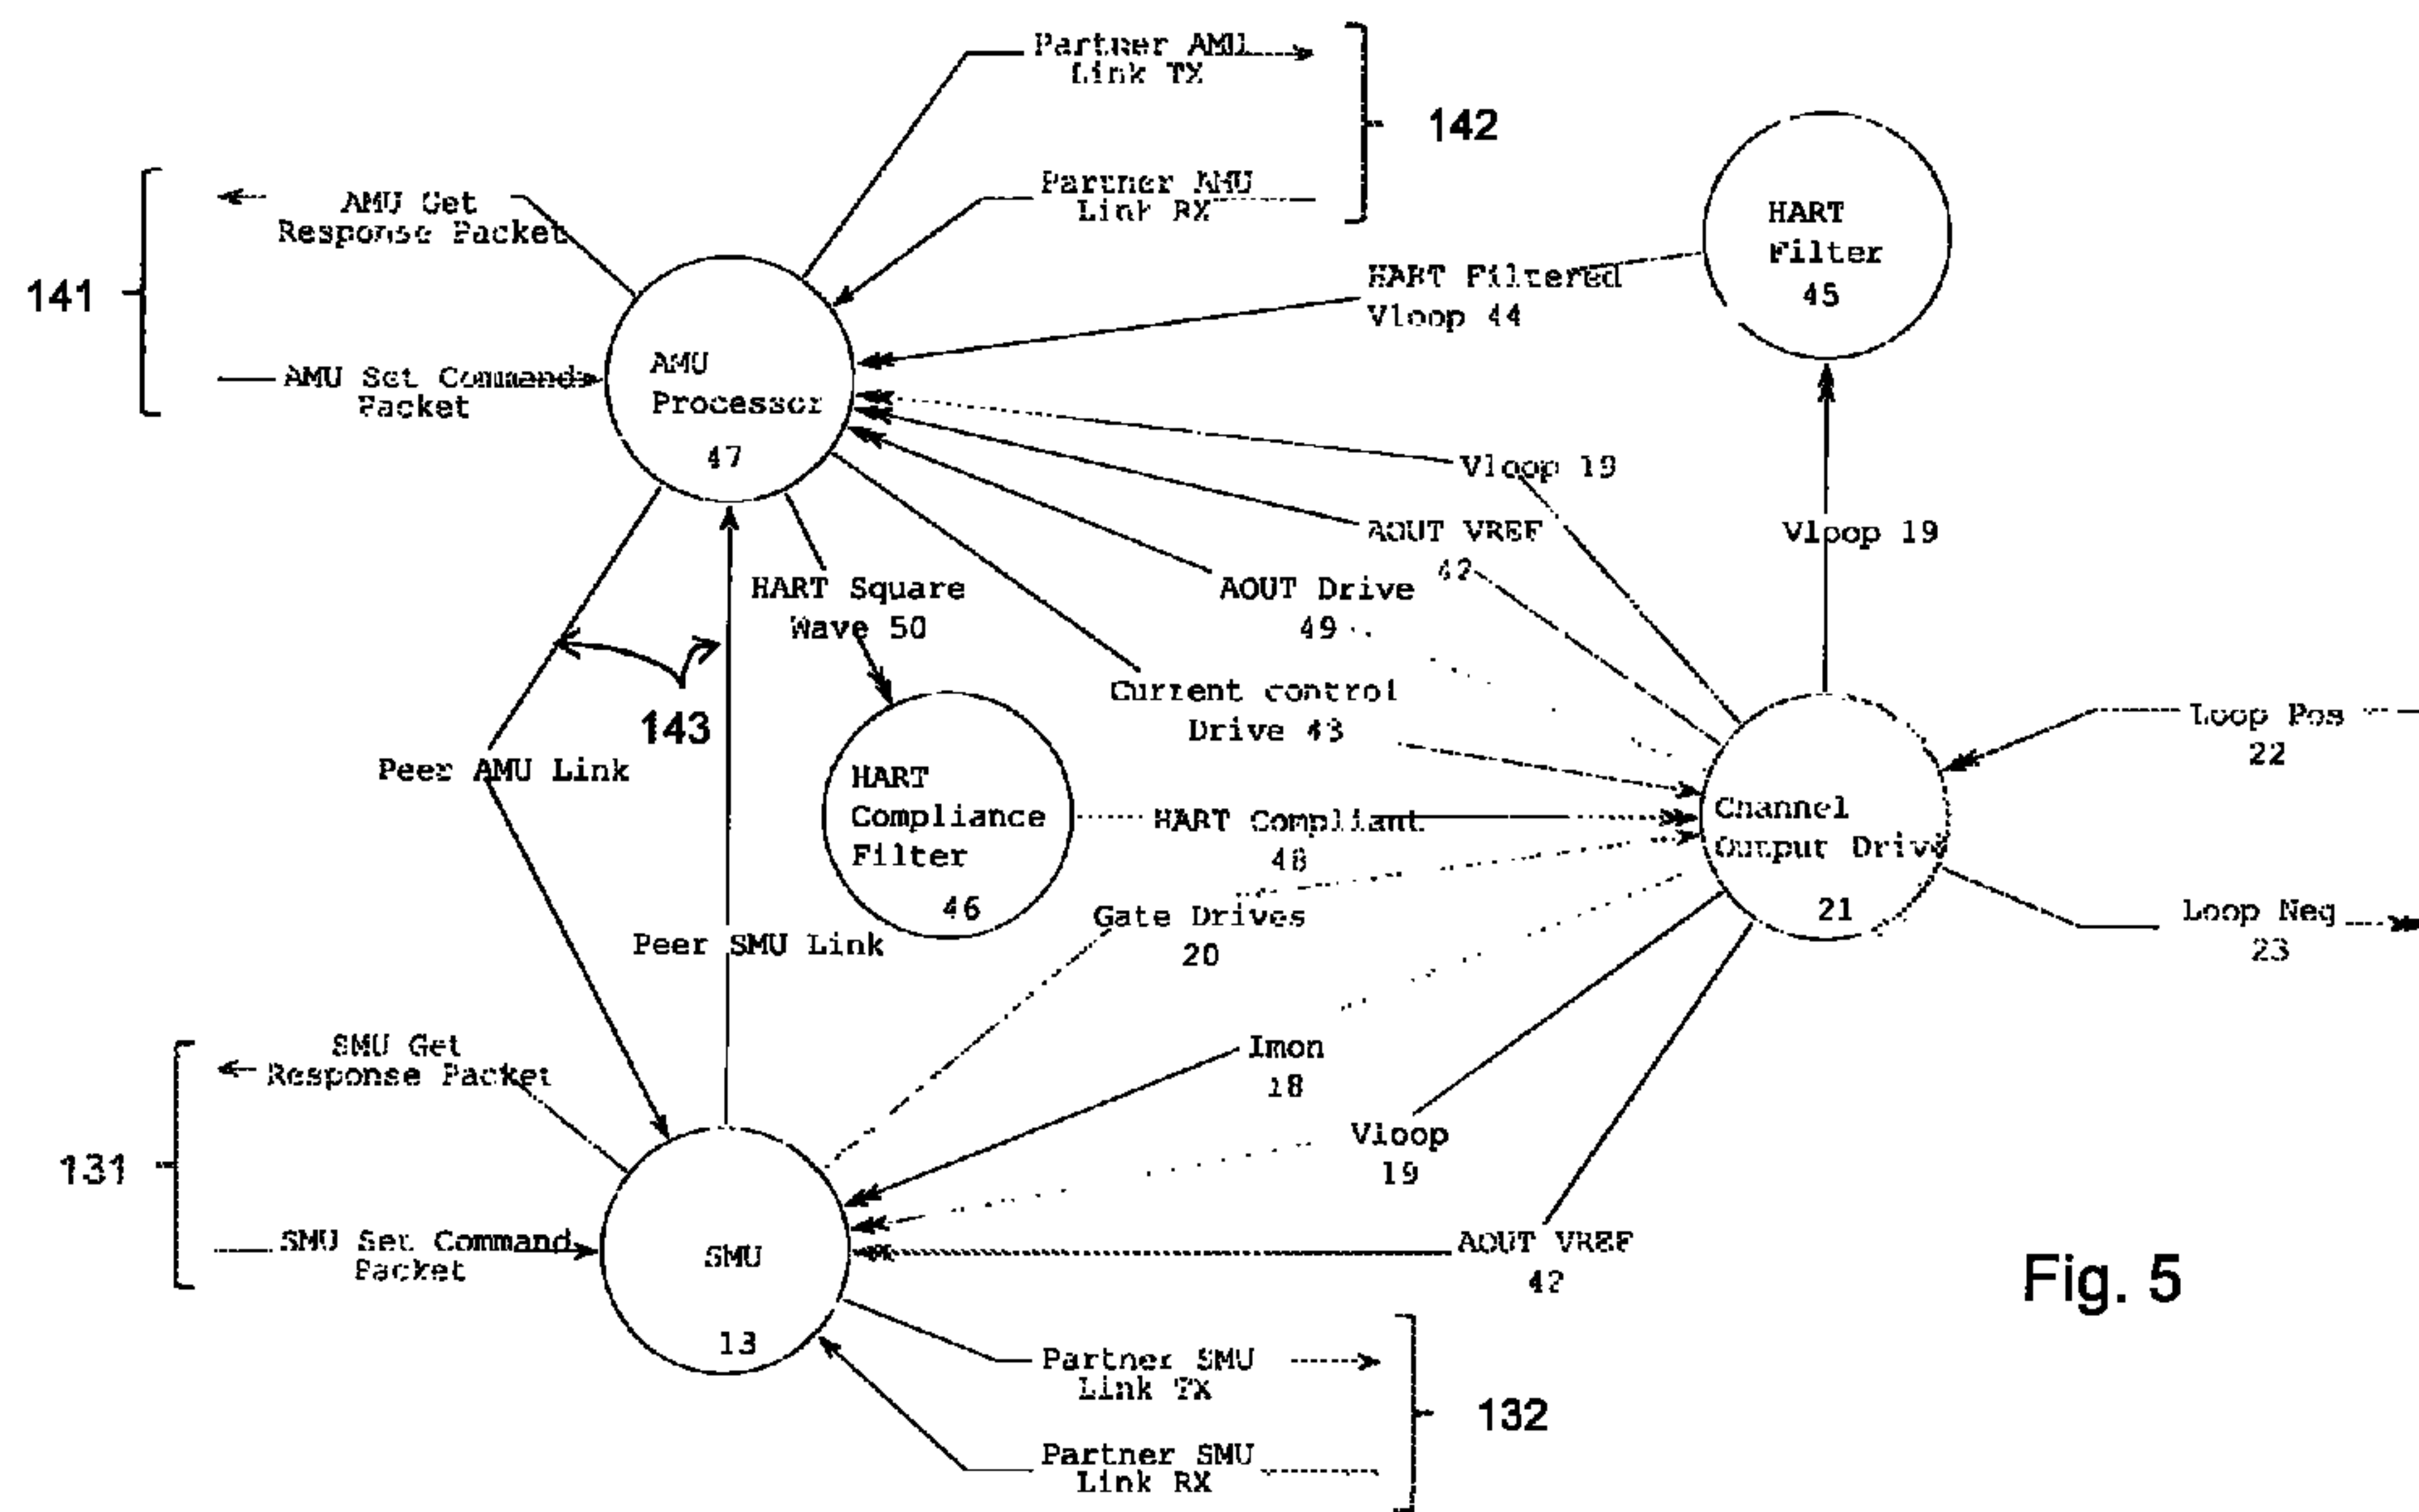 Partner AMU
Link TX
142
Partner AMU
Link RX
AMU Get
Response Packet
141
AMU Set Commands
Packet
HART
Filter
45
HART Filtered
Vloop 44
AMU
Processor
47
Vloop 19
AOUT VREF
42
Vloop 19
AOUT Drive
49
HART Square
Wave 50
Current control
Drive 43
143
Peer AMU Link
Loop Pos
22
HART
Compliance
Filter
46
HART Compliant
48
Channel
Output Drive
21
Gate Drives
20
Loop Neg
23
Peer SMU Link
SMU Get
Response Packet
131
SMU Set Command
Packet
Imon
18
Vloop
19
SMU
13
AOUT VREF
42
Fig. 5
Partner SMU
Link TX
132
Partner SMU
Link RX